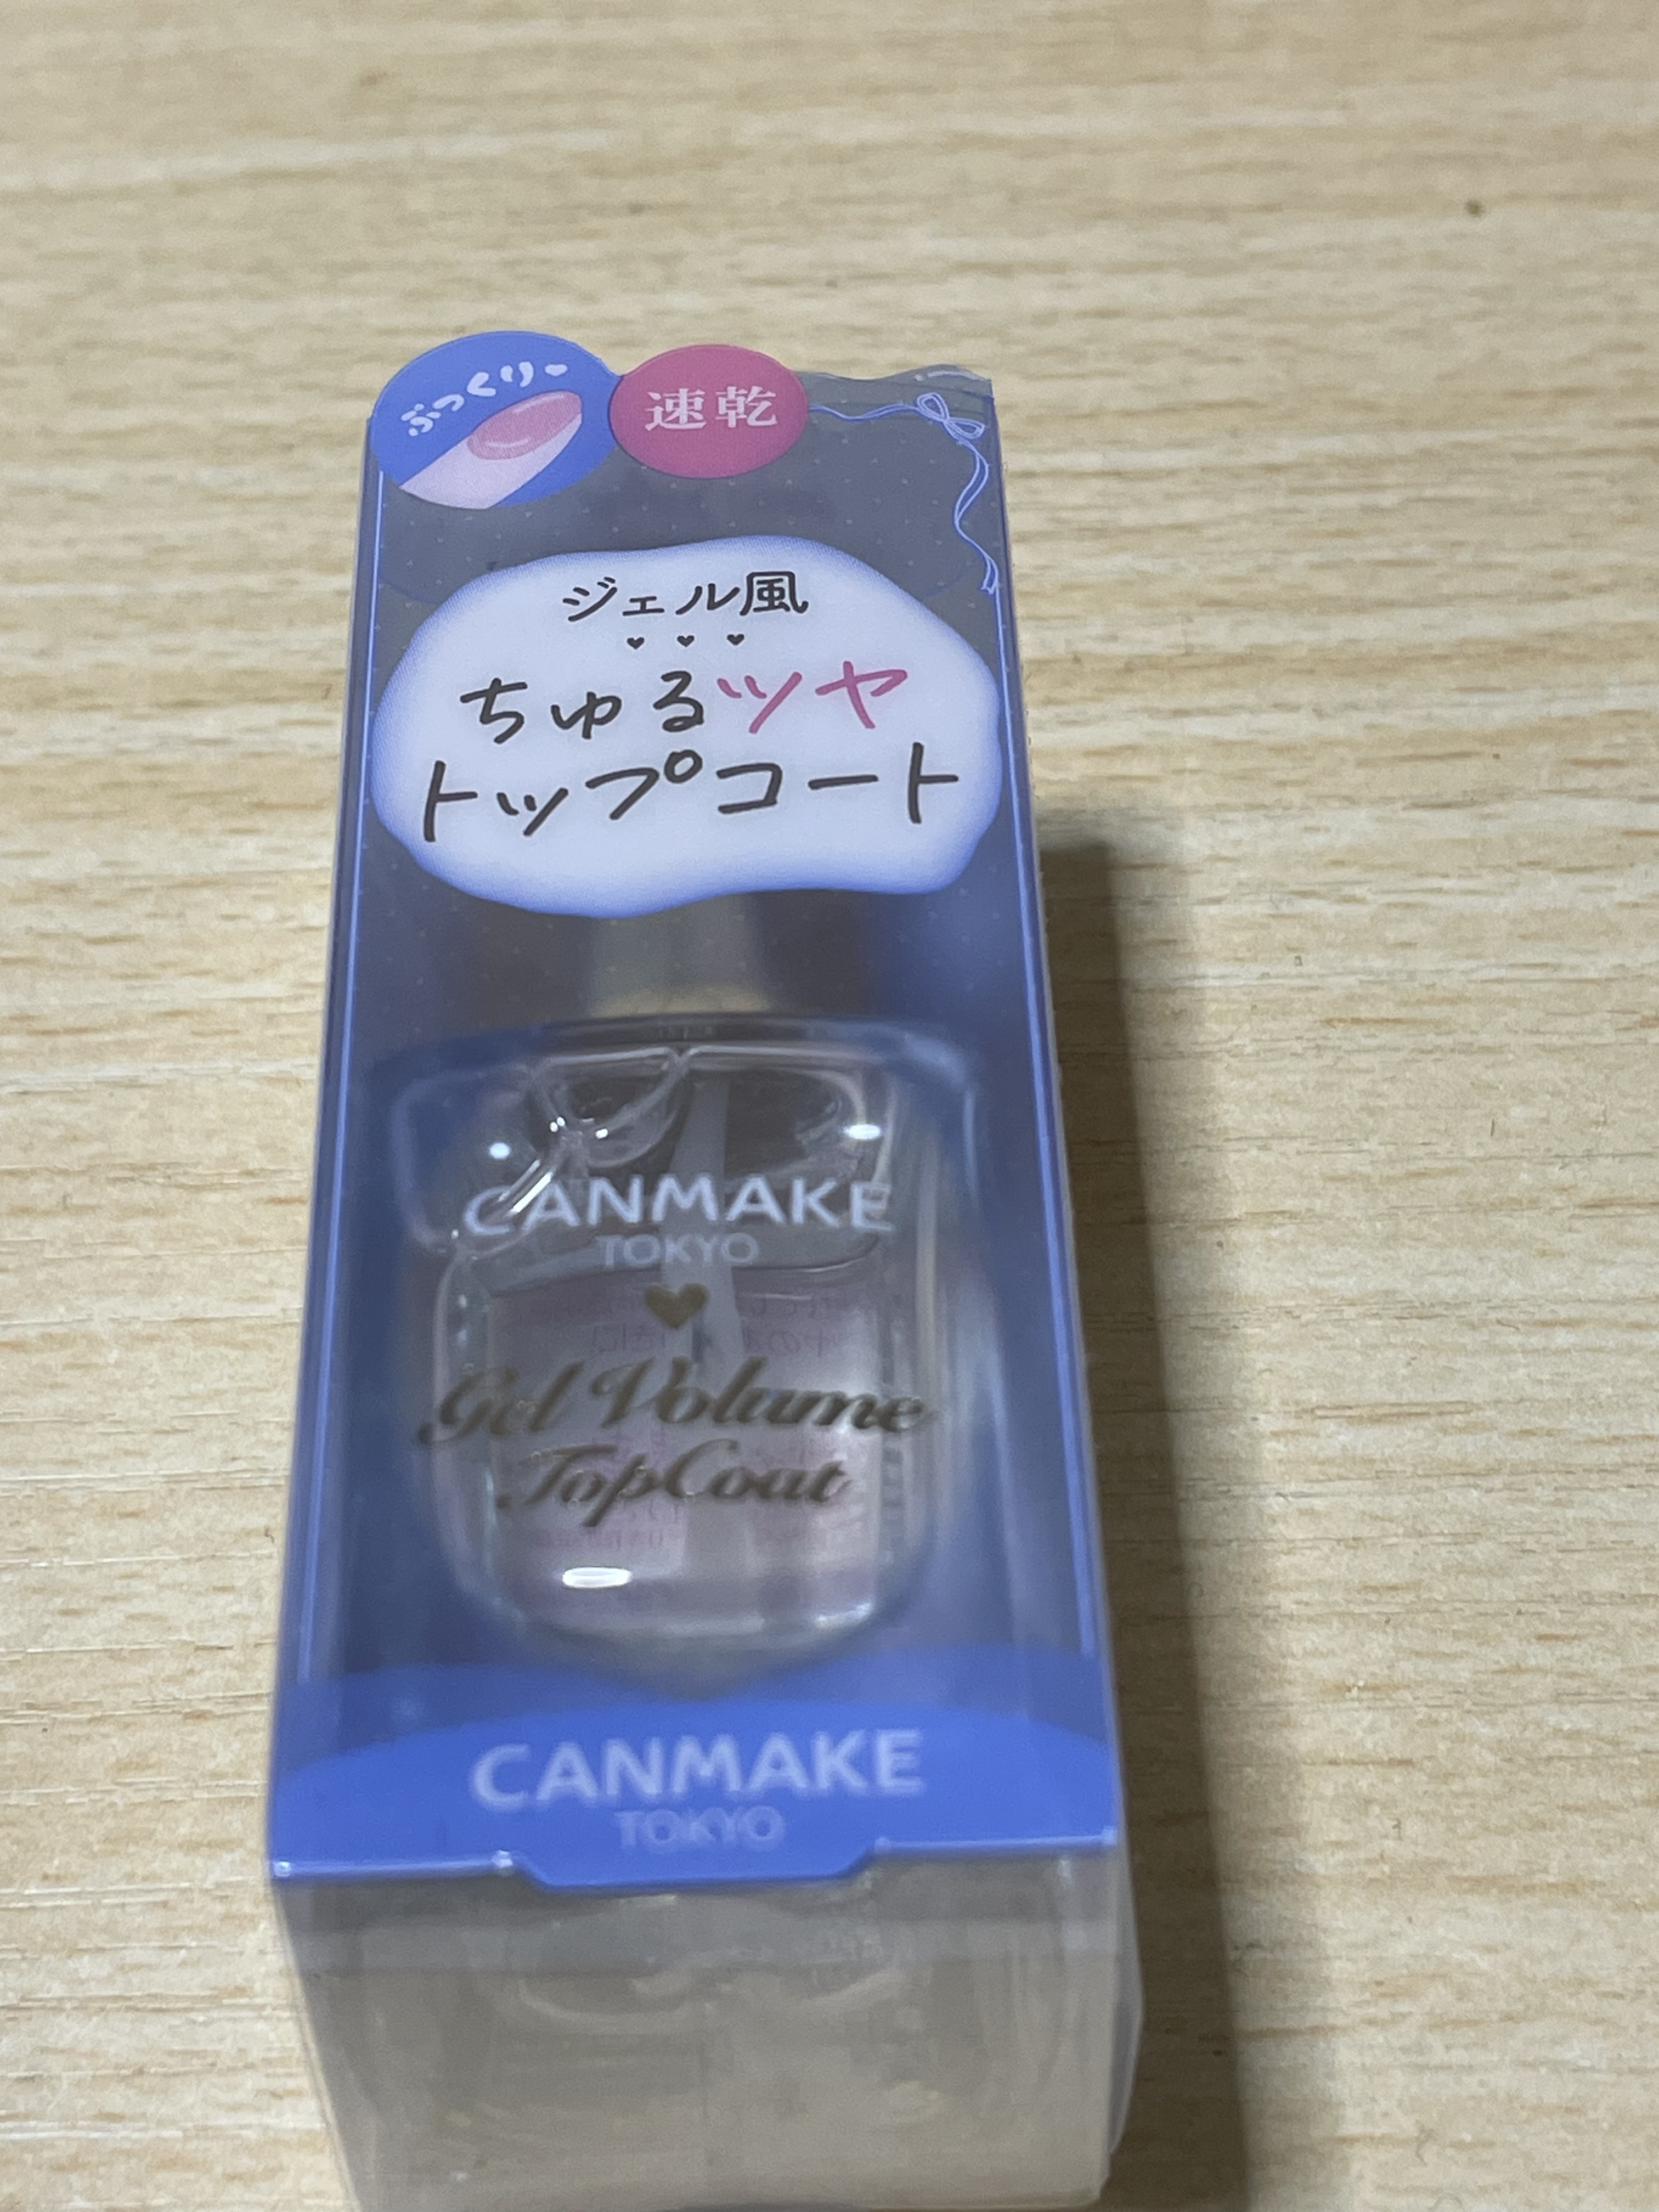 ぷっくりー
速乾
ジェル風
ちゅるツヤ
トップコート
CANMAKE
TOKYO
Gel Volume
TopCoat
CANMAKE
TOKYO